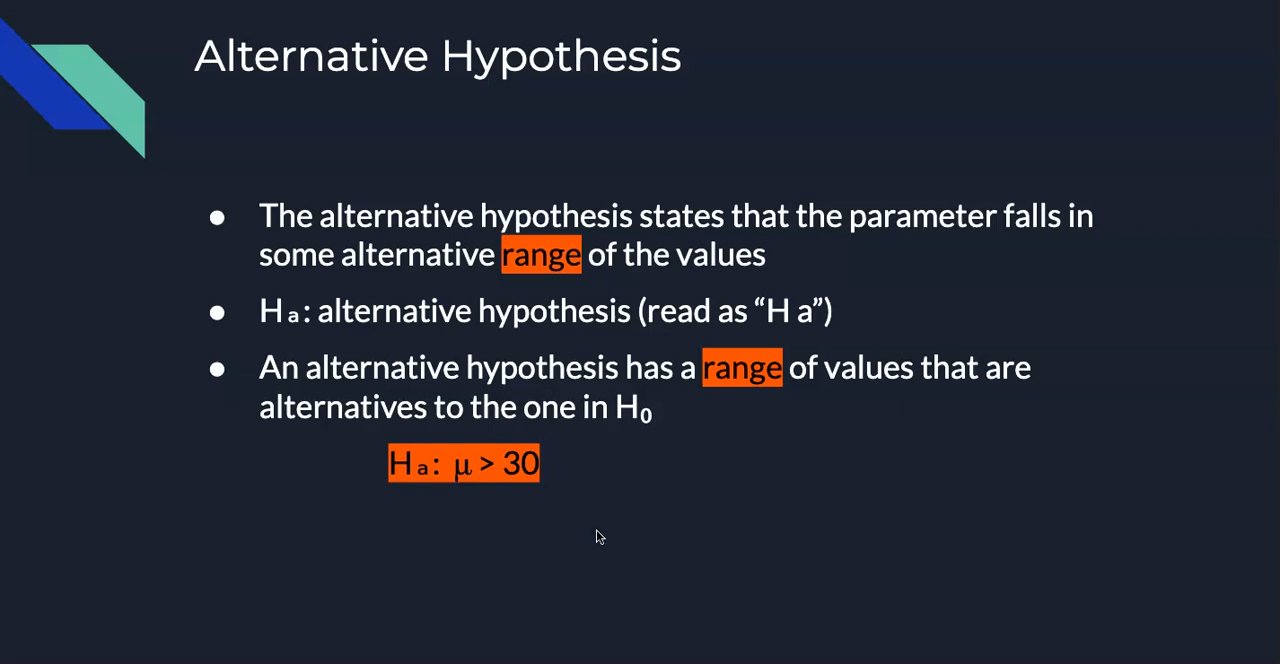 Alternative Hypothesis
● The alternative hypothesis states that the parameter falls in
some alternative range of the values
● Hₐ: alternative hypothesis (read as “H a”)
● An alternative hypothesis has a range of values that are
alternatives to the one in H₀
Hₐ: μ > 30